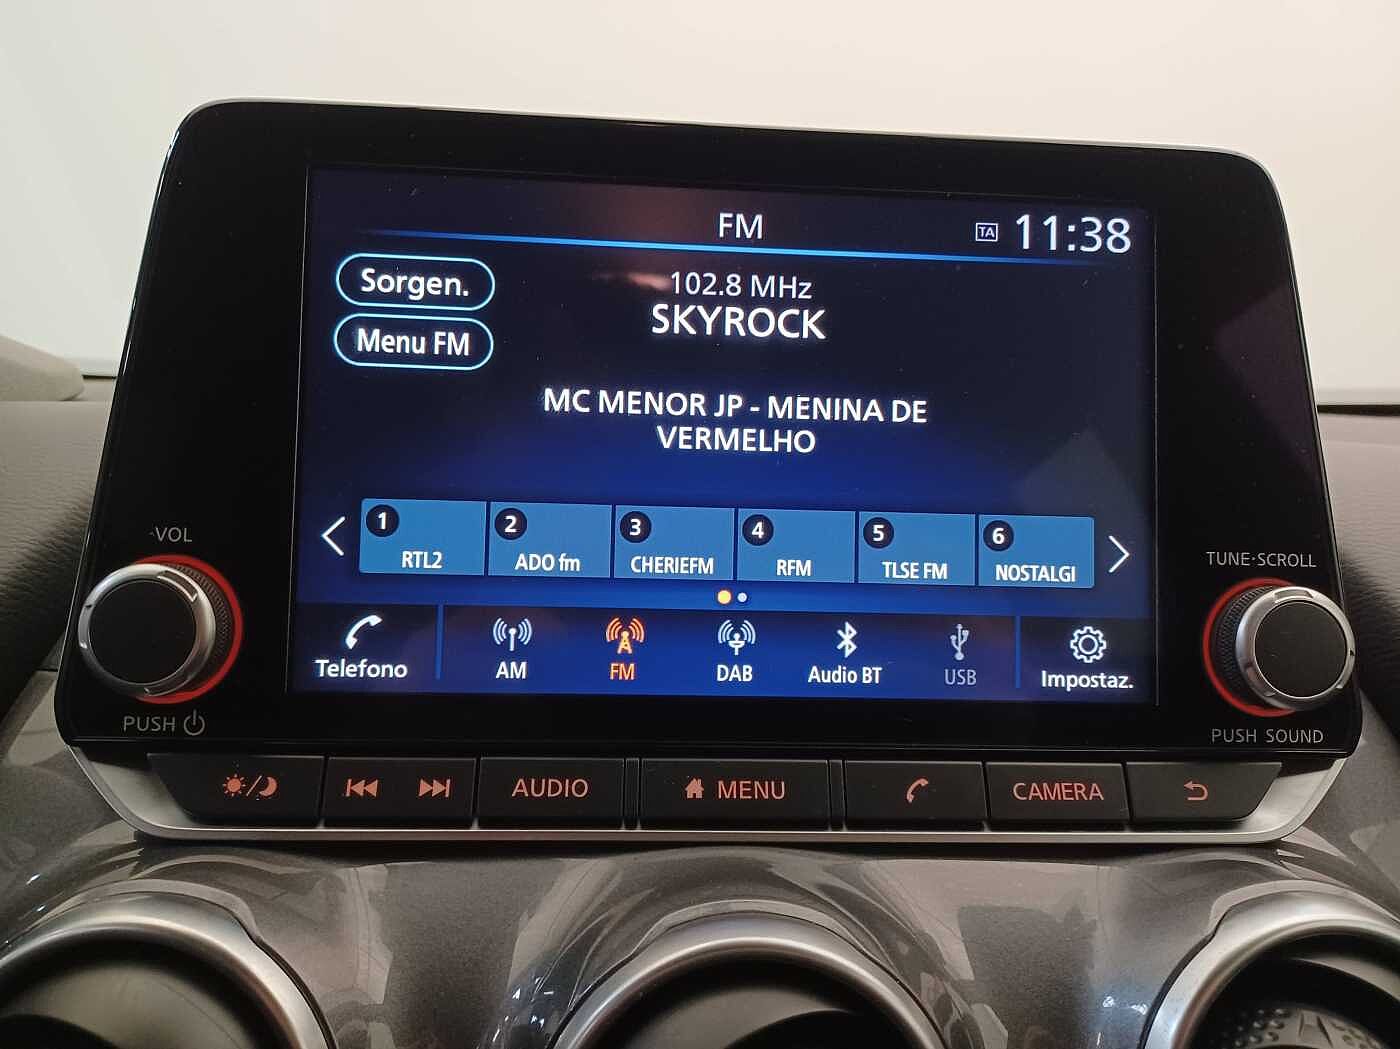 FM
TA 11:38
Sorgen.
102.8 MHz
SKYROCK
Menu FM
MC MENOR JP - MENINA DE
VERMELHO
1 2 3 4 5 6
RTL2 ADO fm CHERIEFM RFM TLSE FM NOSTALGI
VOL
TUNE·SCROLL
Telefono AM FM DAB Audio BT USB Impostaz.
PUSH
PUSH SOUND
AUDIO MENU CAMERA